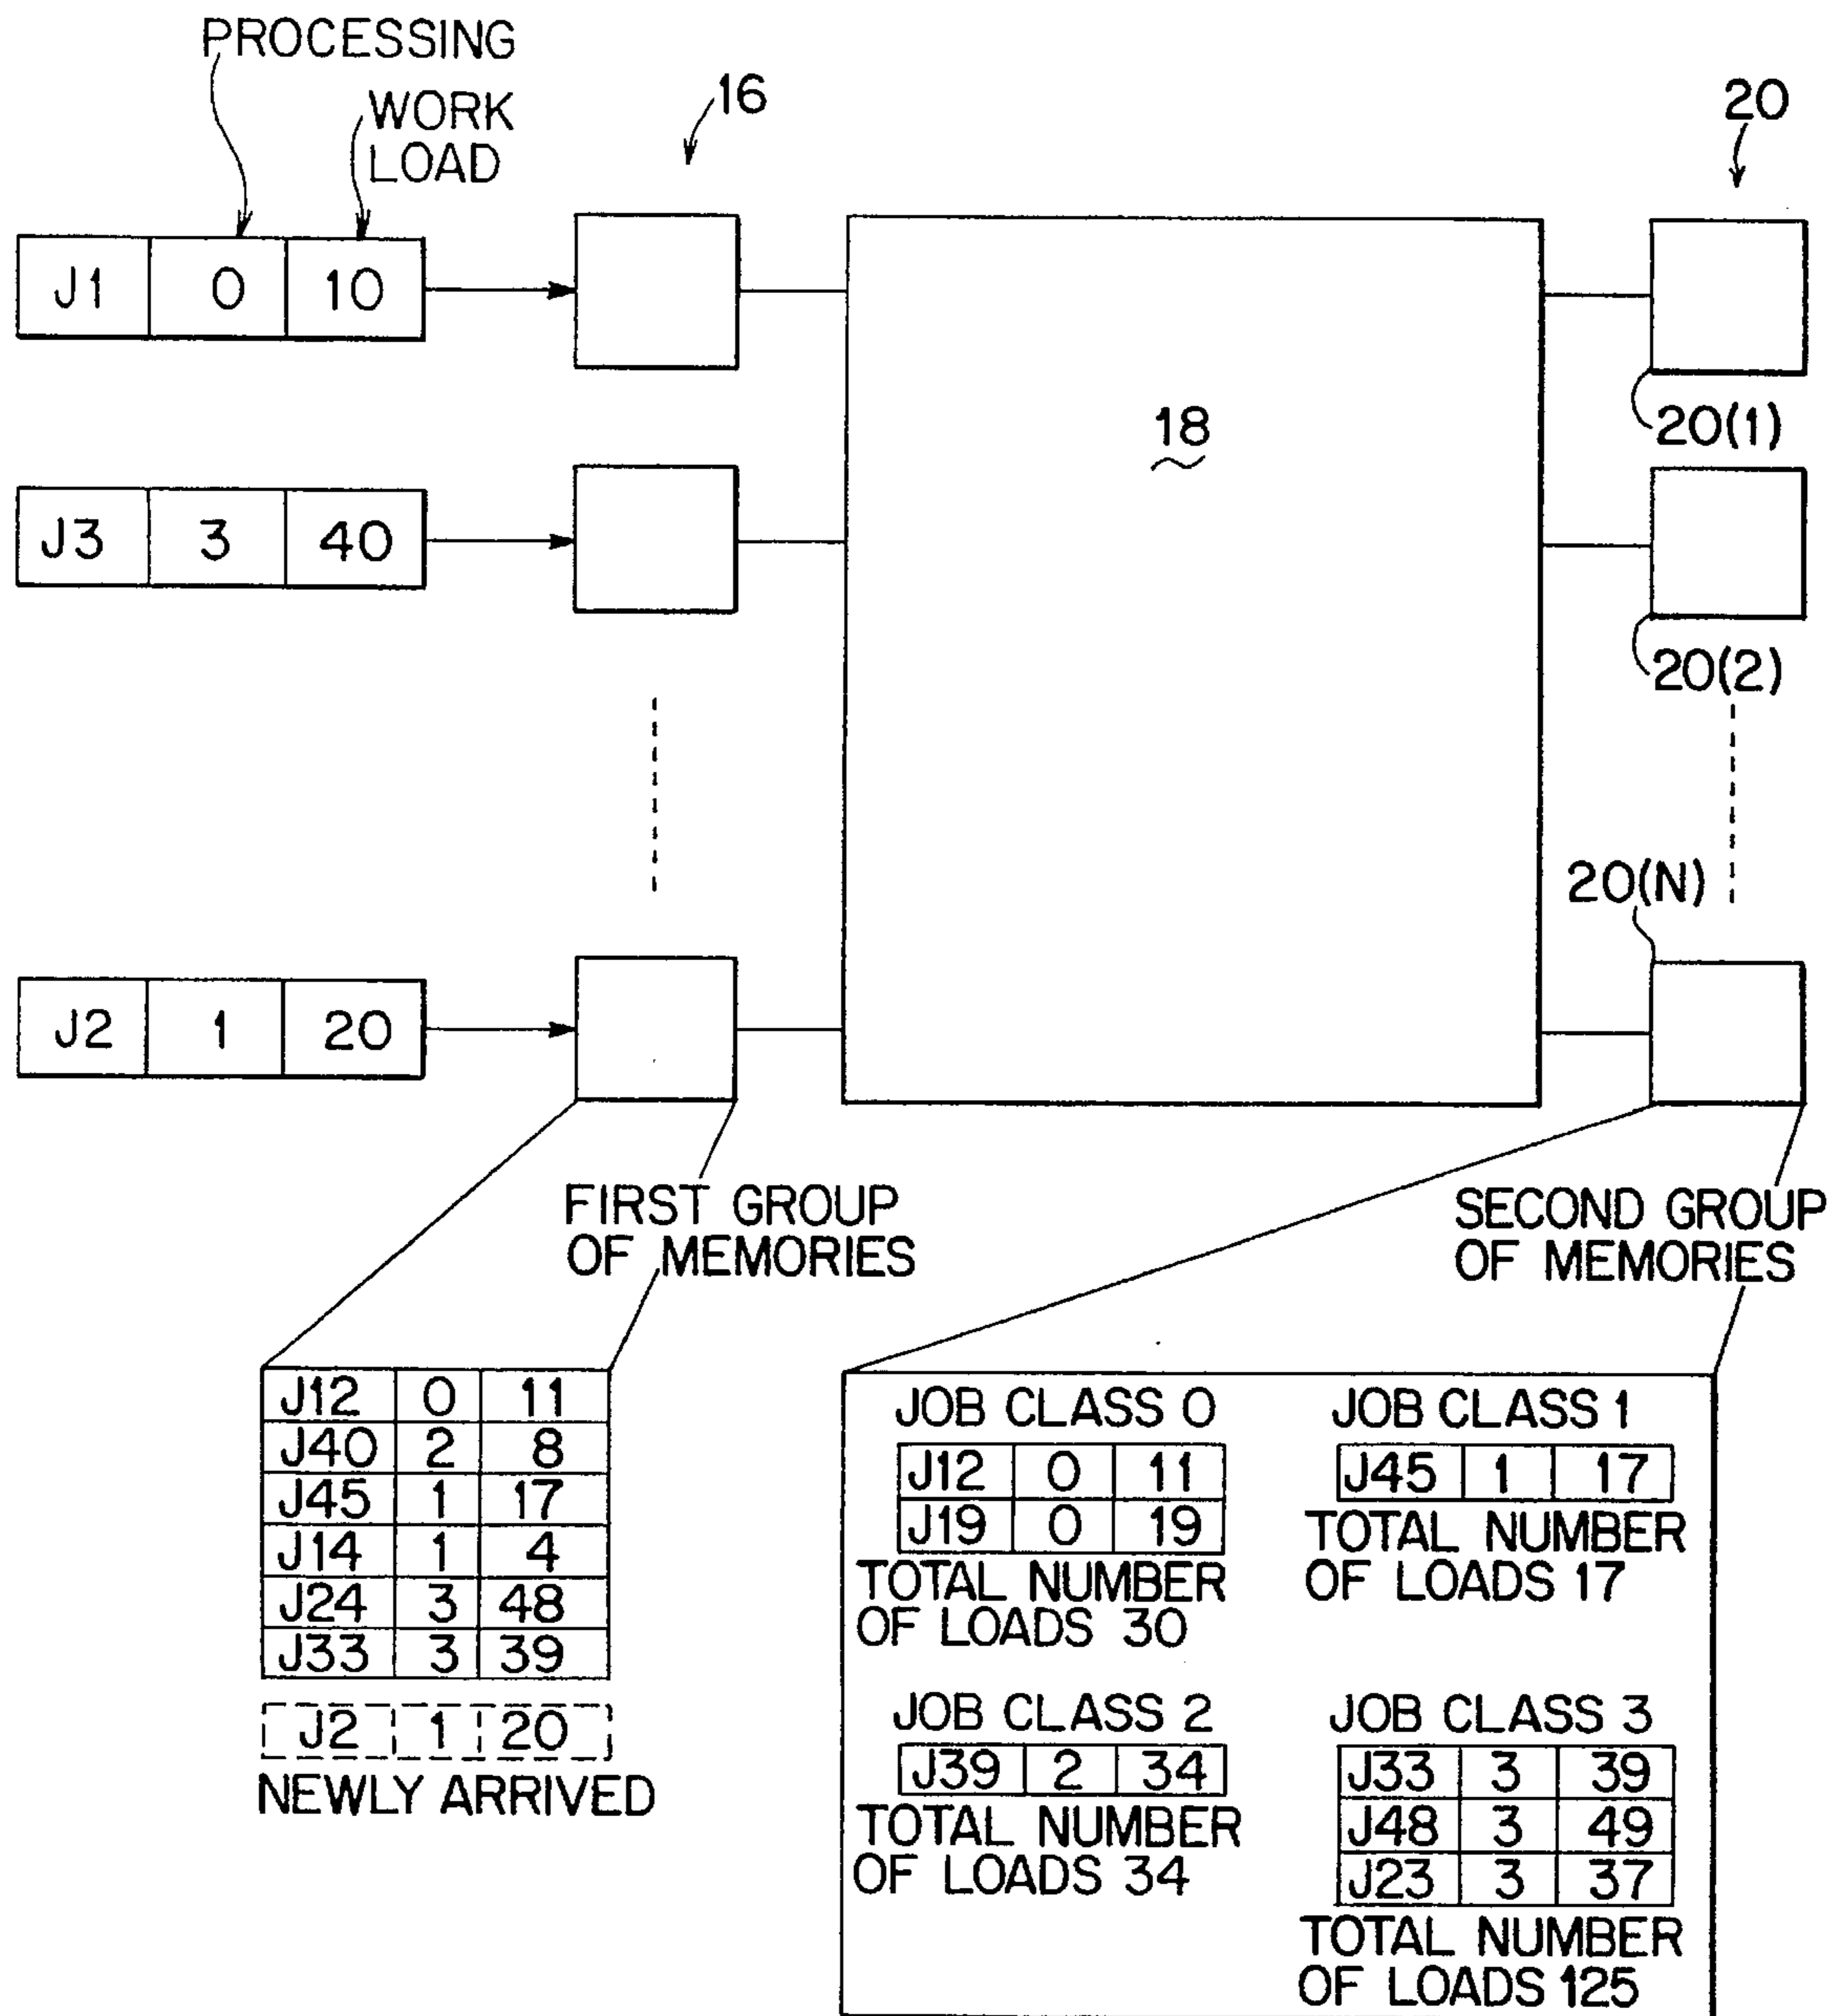 PROCESSING
WORK
LOAD
16
20
J1 0 10
20(1)
18
J3 3 40
20(2)
20(N)
J2 1 20
FIRST GROUP
OF MEMORIES
SECOND GROUP
OF MEMORIES
J12 0 11
J40 2 8
J45 1 17
J14 1 4
J24 3 48
J33 3 39
J2 1 20
NEWLY ARRIVED
JOB CLASS 0
J12 0 11
J19 0 19
TOTAL NUMBER
OF LOADS 30
JOB CLASS 1
J45 1 17
TOTAL NUMBER
OF LOADS 17
JOB CLASS 2
J39 2 34
TOTAL NUMBER
OF LOADS 34
JOB CLASS 3
J33 3 39
J48 3 49
J23 3 37
TOTAL NUMBER
OF LOADS 125